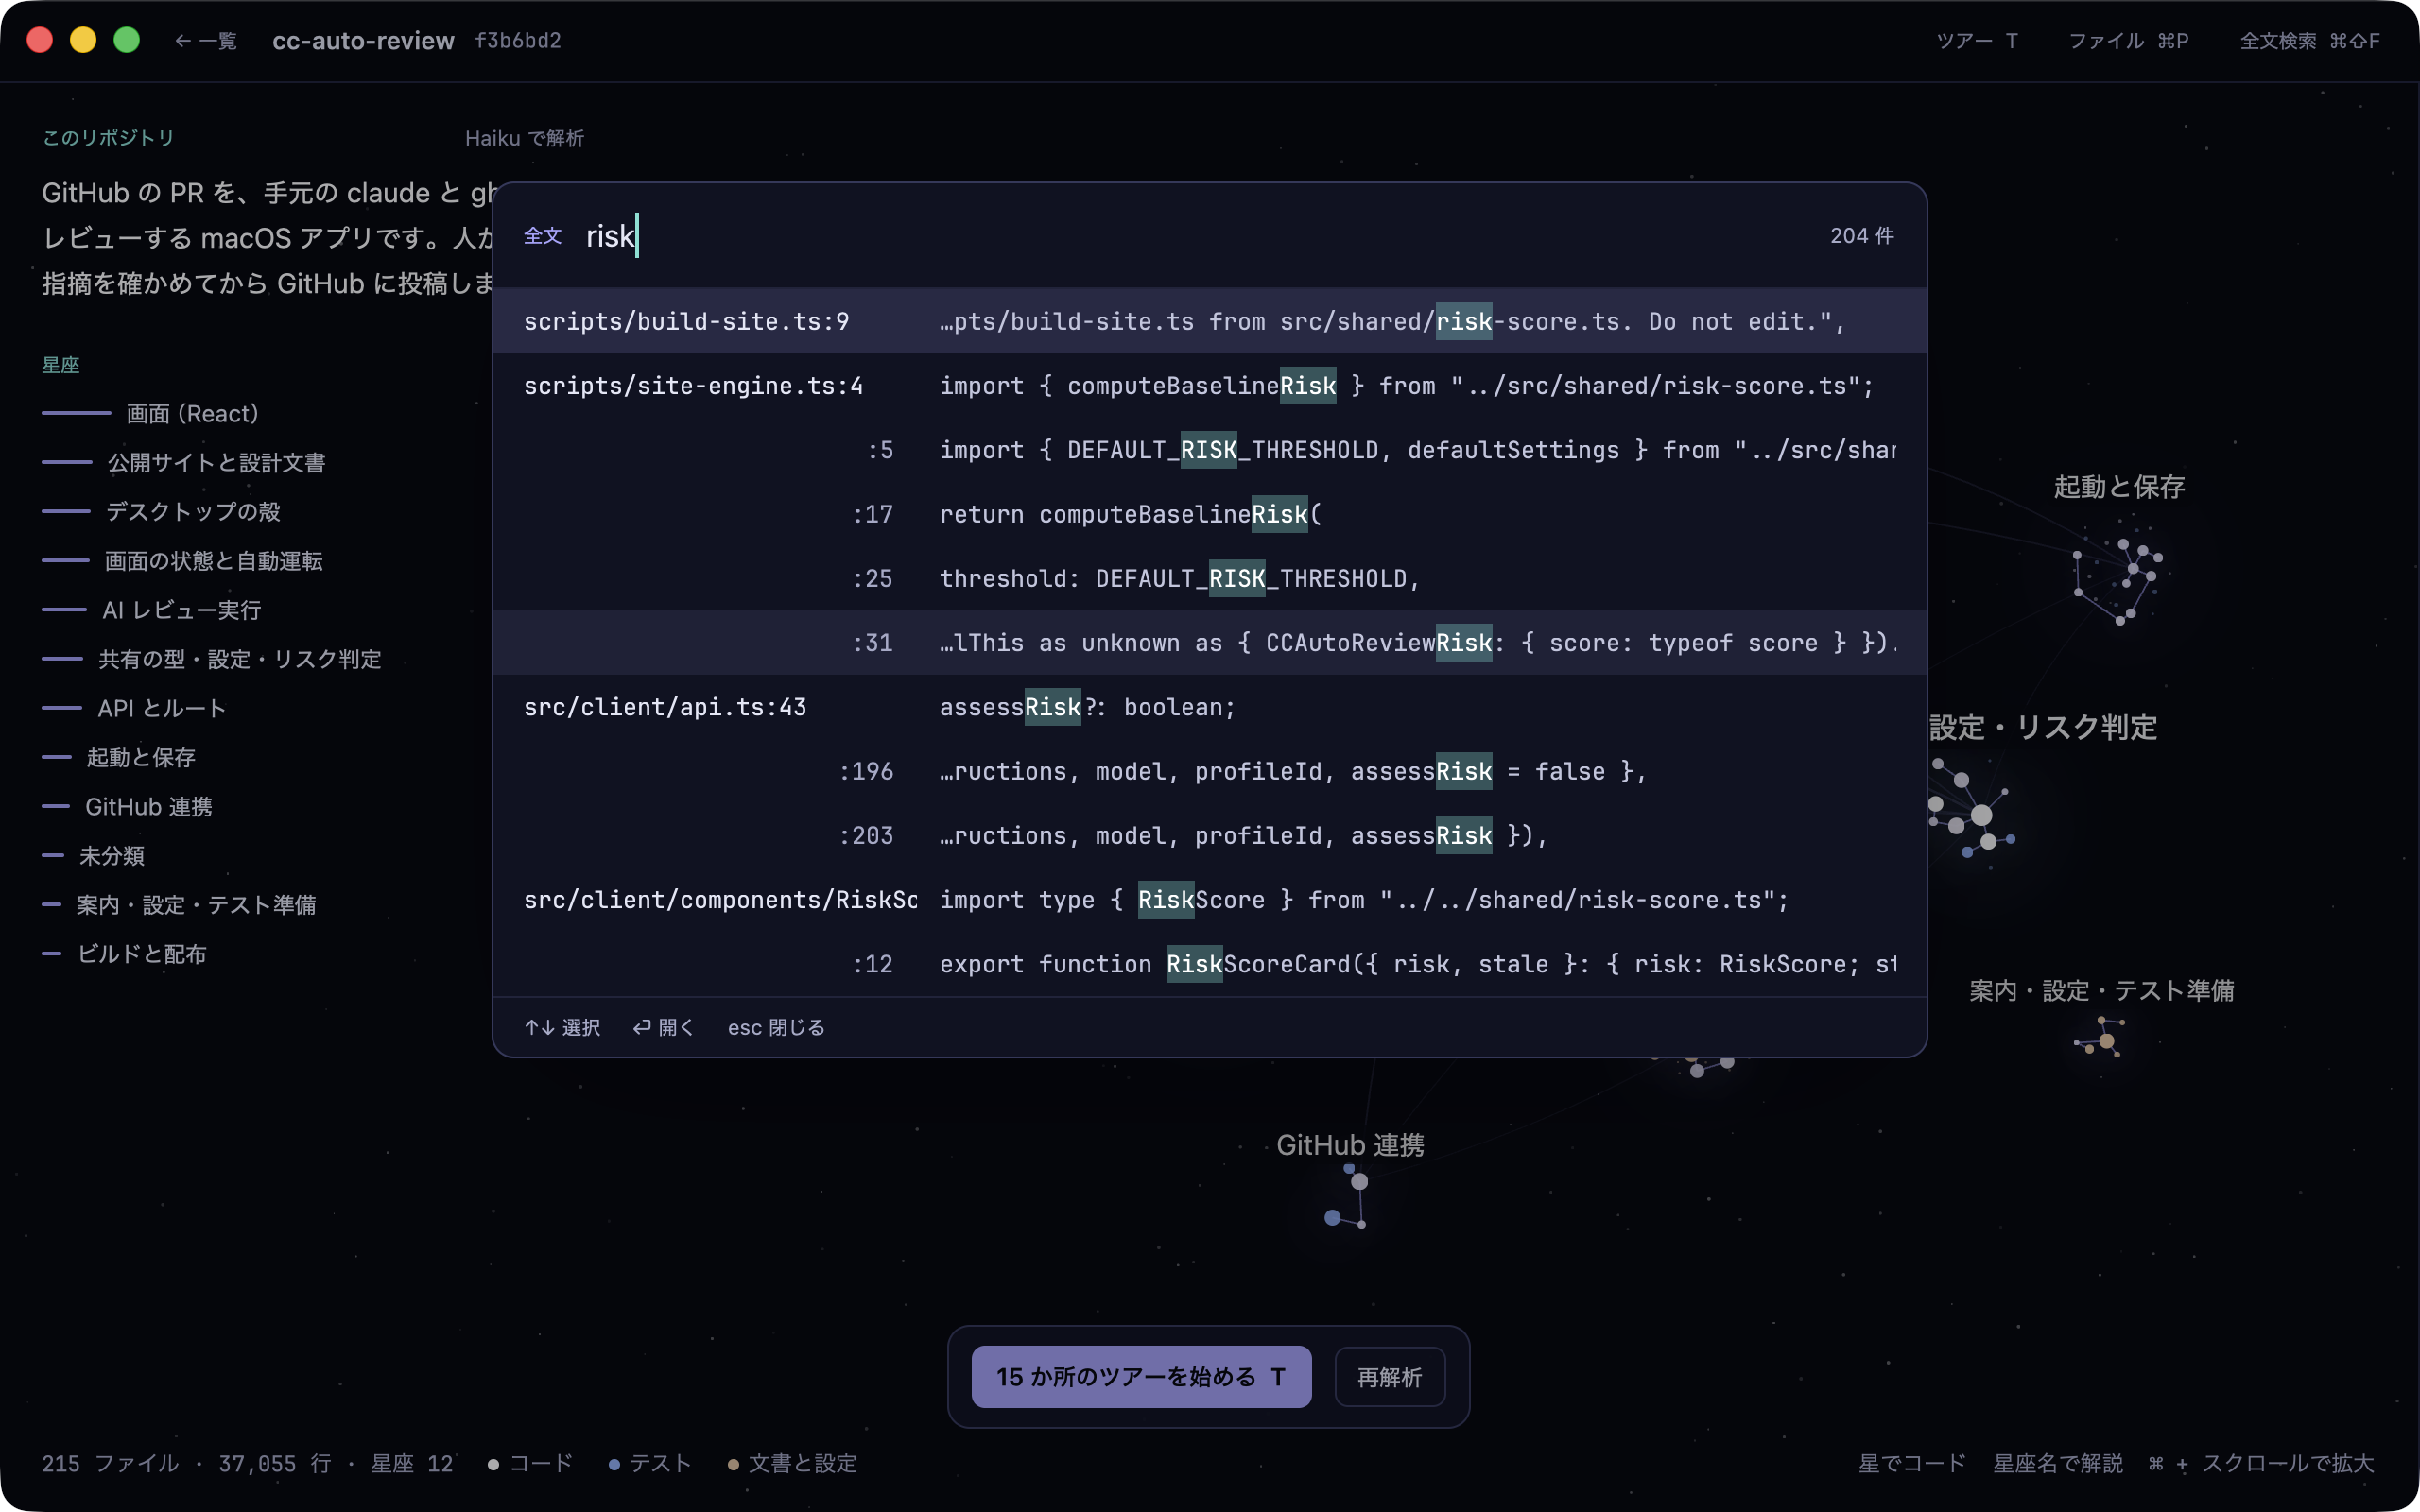 ← 一覧 cc-auto-review f3b6bd2 ツアー T ファイル ⌘P 全文検索 ⌘⇧F
このリポジトリ Haiku で解析
GitHub の PR を、手元の claude と gh
レビューする macOS アプリです。人が
指摘を確かめてから GitHub に投稿しま
星座
画面 (React)
公開サイトと設計文書
デスクトップの殻
画面の状態と自動運転
AI レビュー実行
共有の型・設定・リスク判定
API とルート
起動と保存
GitHub 連携
未分類
案内・設定・テスト準備
ビルドと配布
全文 risk 204 件
scripts/build-site.ts:9 …pts/build-site.ts from src/shared/risk-score.ts. Do not edit.",
scripts/site-engine.ts:4 import { computeBaselineRisk } from "../src/shared/risk-score.ts";
:5 import { DEFAULT_RISK_THRESHOLD, defaultSettings } from "../src/shar
:17 return computeBaselineRisk(
:25 threshold: DEFAULT_RISK_THRESHOLD,
:31 …lThis as unknown as { CCAutoReviewRisk: { score: typeof score } }).
src/client/api.ts:43 assessRisk?: boolean;
:196 …ructions, model, profileId, assessRisk = false },
:203 …ructions, model, profileId, assessRisk }),
src/client/components/RiskSc import type { RiskScore } from "../../shared/risk-score.ts";
:12 export function RiskScoreCard({ risk, stale }: { risk: RiskScore; st
↑↓ 選択 ⏎ 開く esc 閉じる
起動と保存
設定・リスク判定
案内・設定・テスト準備
GitHub 連携
15 か所のツアーを始める T 再解析
215 ファイル · 37,055 行 · 星座 12 コード テスト 文書と設定 星でコード 星座名で解説 ⌘ + スクロールで拡大